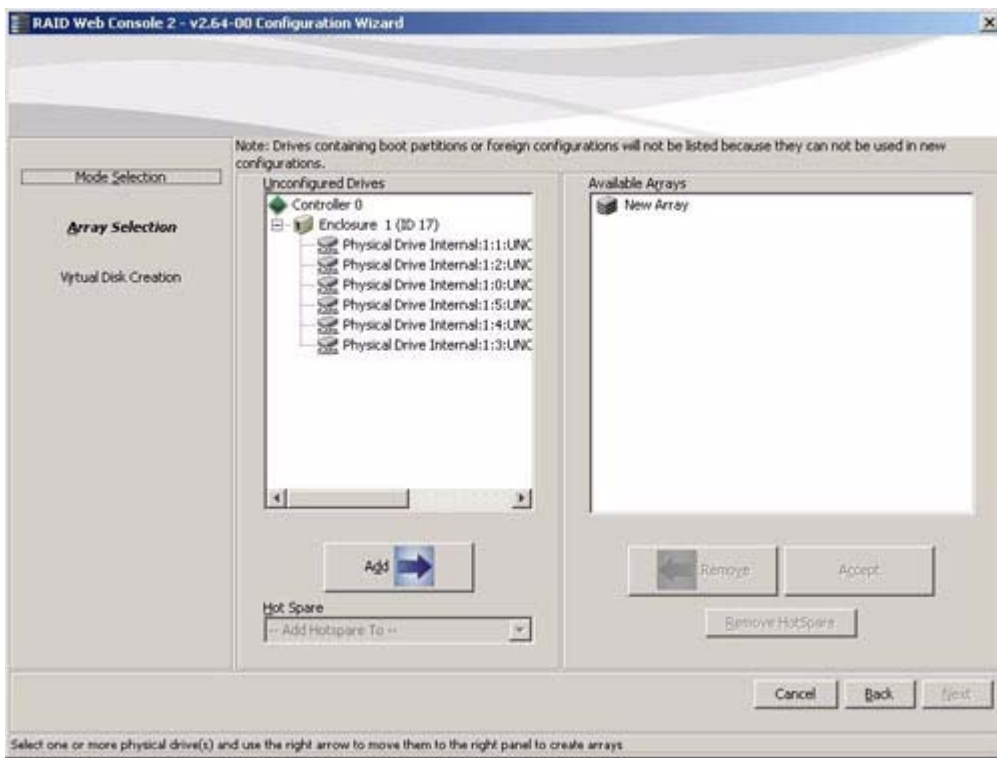 RAID Web Console 2 - v2.64-00 Configuration Wizard
Note: Drives containing boot partitions or foreign configurations will not be listed because they can not be used in new
configurations.
Mode Selection
Array Selection
Virtual Disk Creation
Unconfigured Drives
Controller 0
Enclosure 1 (ID 17)
Physical Drive Internal:1:1:UNC
Physical Drive Internal:1:2:UNC
Physical Drive Internal:1:0:UNC
Physical Drive Internal:1:5:UNC
Physical Drive Internal:1:4:UNC
Physical Drive Internal:1:3:UNC
Add
Hot Spare
-- Add Hotspare To --
Available Arrays
New Array
Remove
Accept
Remove HotSpare
Cancel
Back
Next
Select one or more physical drive(s) and use the right arrow to move them to the right panel to create arrays